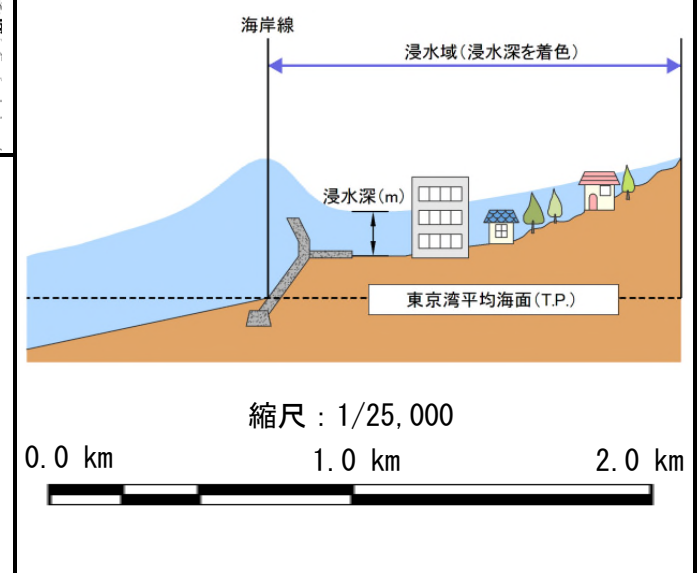 海岸線
浸水域(浸水深を着色)
浸水深(m)
東京湾平均海面(T.P.)
縮尺：1/25,000
0.0 km 1.0 km 2.0 km